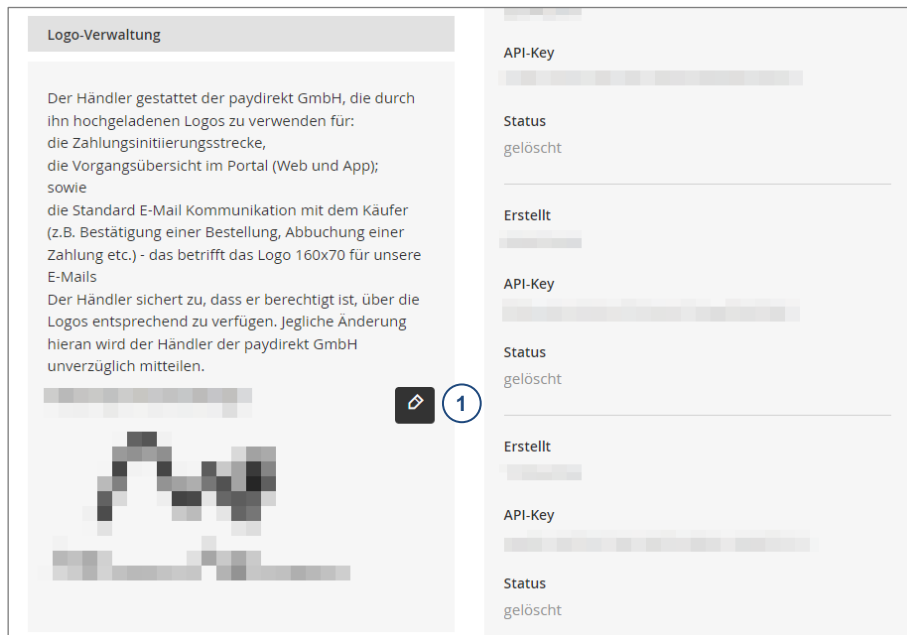 Logo-Verwaltung
Der Händler gestattet der paydirekt GmbH, die durch
ihn hochgeladenen Logos zu verwenden für:
die Zahlungsinitiierungsstrecke,
die Vorgangsübersicht im Portal (Web und App);
sowie
die Standard E-Mail Kommunikation mit dem Käufer
(z.B. Bestätigung einer Bestellung, Abbuchung einer
Zahlung etc.) - das betrifft das Logo 160x70 für unsere
E-Mails
Der Händler sichert zu, dass er berechtigt ist, über die
Logos entsprechend zu verfügen. Jegliche Änderung
hieran wird der Händler der paydirekt GmbH
unverzüglich mitteilen.
1
API-Key
Status
gelöscht
Erstellt
API-Key
Status
gelöscht
Erstellt
API-Key
Status
gelöscht